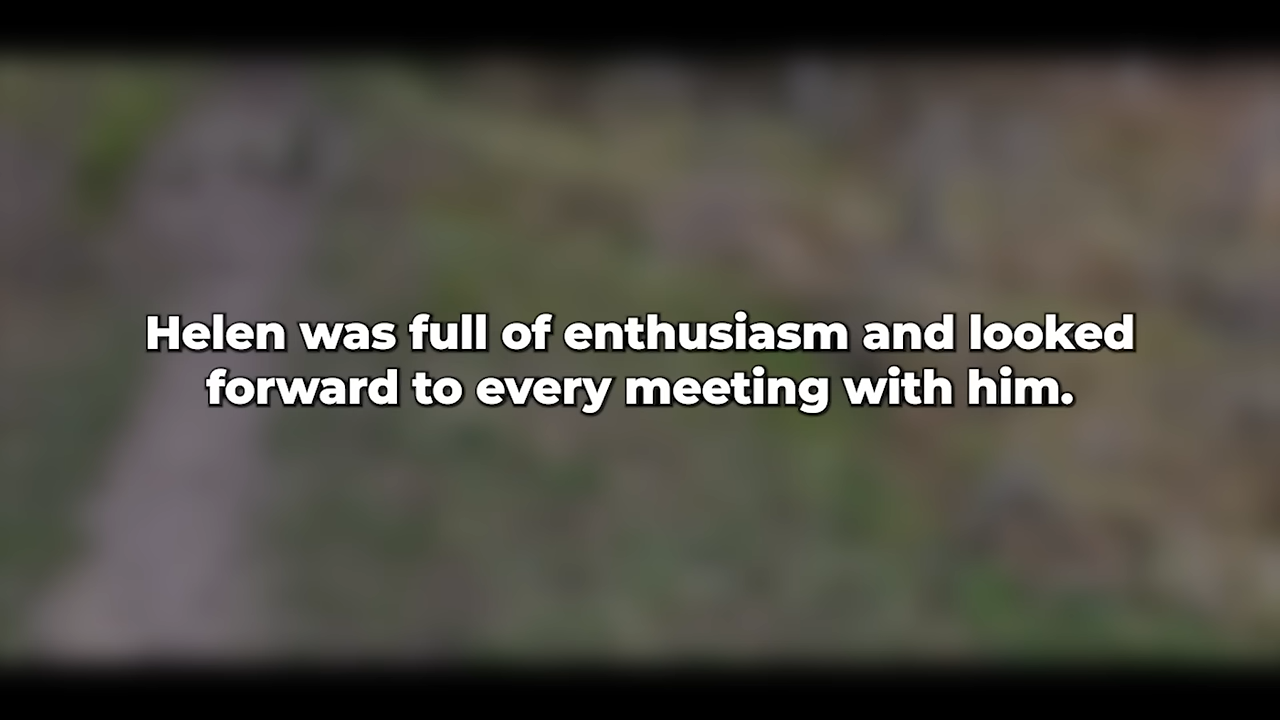 Helen was full of enthusiasm and looked
forward to every meeting with him.